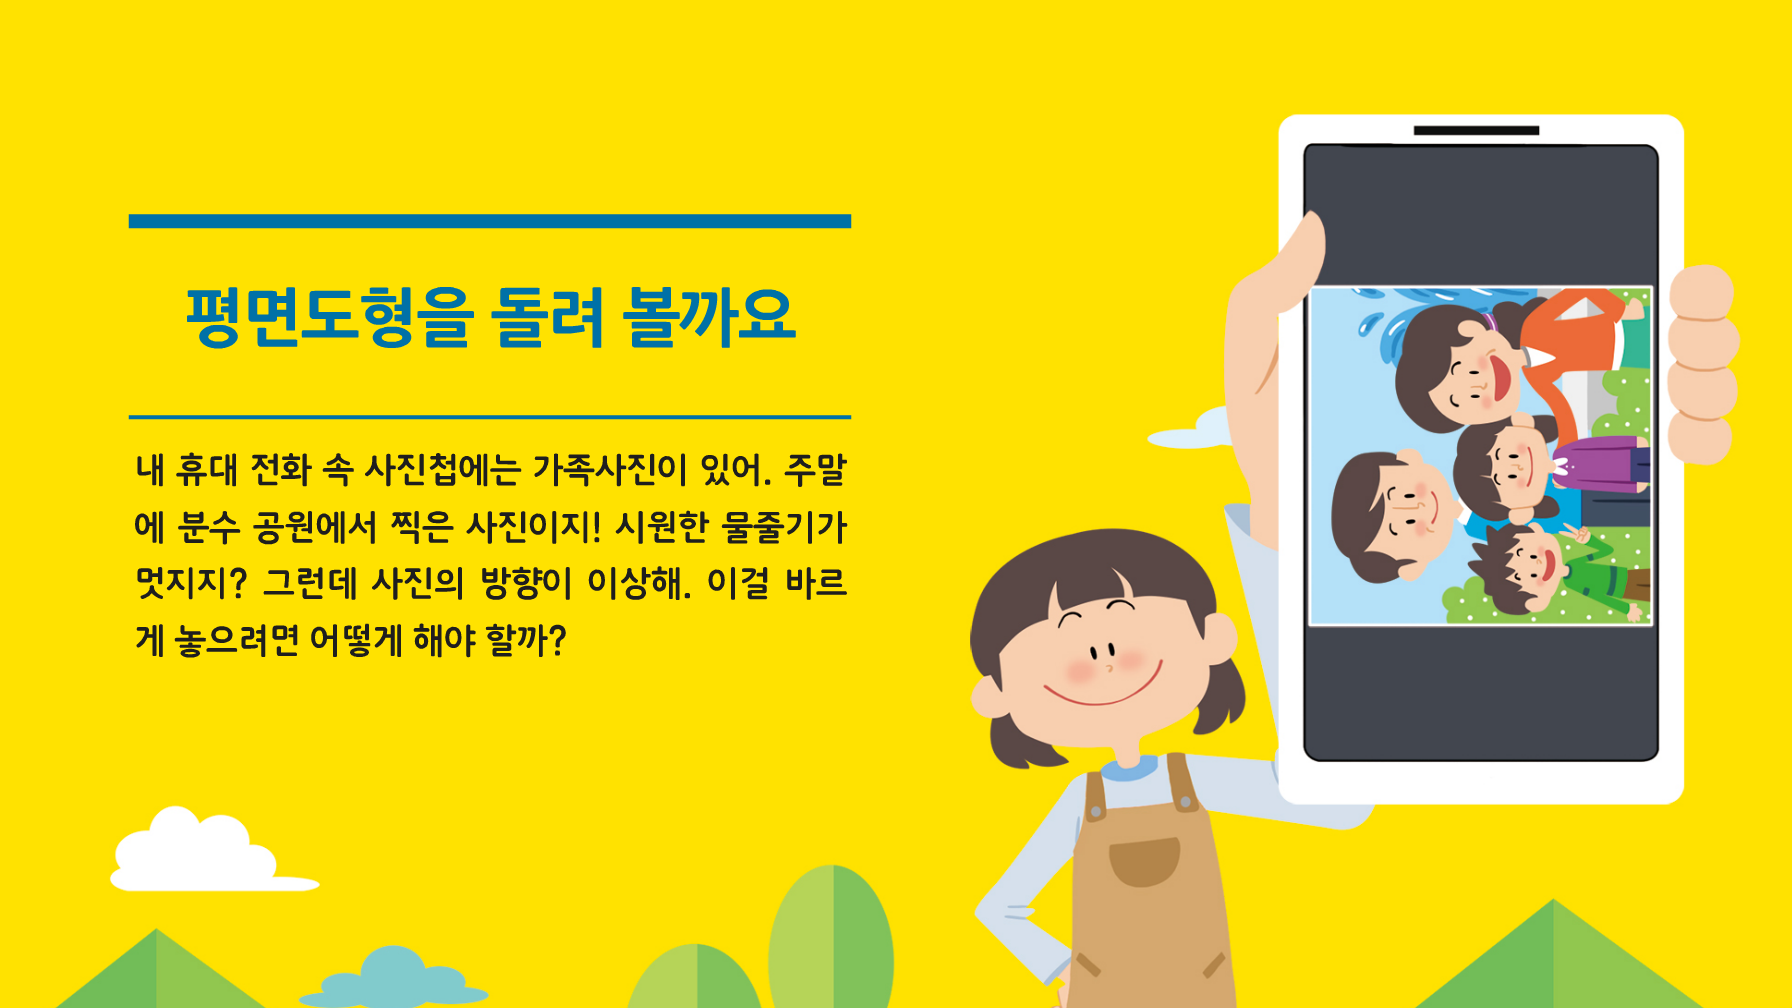 평면도형을 돌려 볼까요
내 휴대 전화 속 사진첩에는 가족사진이 있어. 주말
에 분수 공원에서 찍은 사진이지! 시원한 물줄기가
멋지지? 그런데 사진의 방향이 이상해. 이걸 바르
게 놓으려면 어떻게 해야 할까?